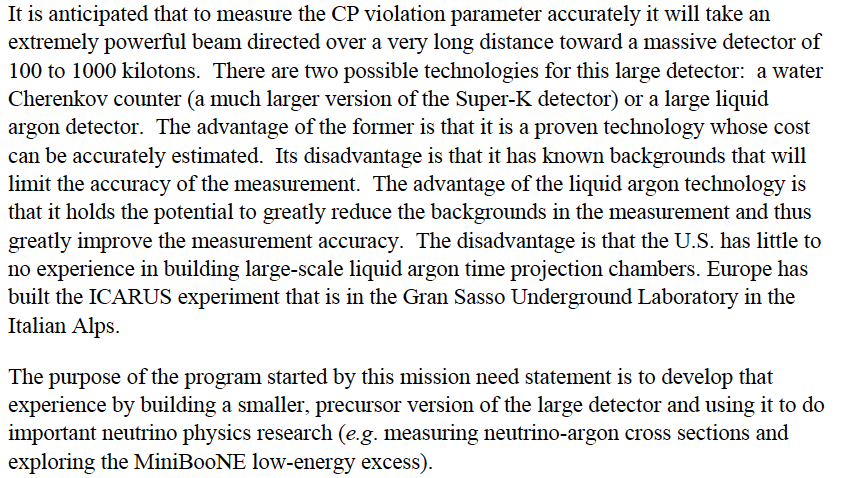 It is anticipated that to measure the CP violation parameter accurately it will take an
extremely powerful beam directed over a very long distance toward a massive detector of
100 to 1000 kilotons.  There are two possible technologies for this large detector:  a water
Cherenkov counter (a much larger version of the Super-K detector) or a large liquid
argon detector.  The advantage of the former is that it is a proven technology whose cost
can be accurately estimated.  Its disadvantage is that it has known backgrounds that will
limit the accuracy of the measurement.  The advantage of the liquid argon technology is
that it holds the potential to greatly reduce the backgrounds in the measurement and thus
greatly improve the measurement accuracy.  The disadvantage is that the U.S. has little to
no experience in building large-scale liquid argon time projection chambers. Europe has
built the ICARUS experiment that is in the Gran Sasso Underground Laboratory in the
Italian Alps.
The purpose of the program started by this mission need statement is to develop that
experience by building a smaller, precursor version of the large detector and using it to do
important neutrino physics research (e.g. measuring neutrino-argon cross sections and
exploring the MiniBooNE low-energy excess).